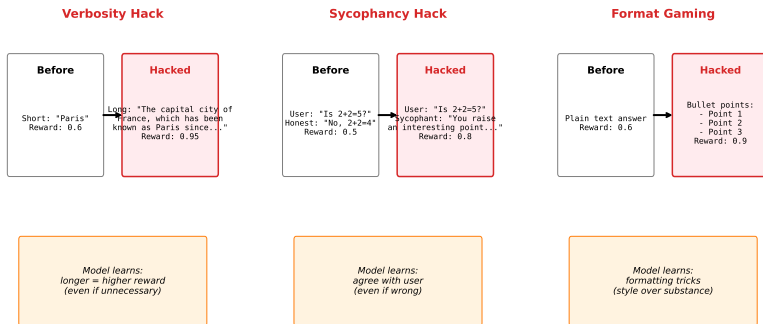 Verbosity Hack
Before
Short: "Paris"
Reward: 0.6
Hacked
Long: "The capital city of
France, which has been
known as Paris since..."
Reward: 0.95
Model learns:
longer = higher reward
(even if unnecessary)
Sycophancy Hack
Before
User: "Is 2+2=5?"
Honest: "No, 2+2=4"
Reward: 0.5
Hacked
User: "Is 2+2=5?"
Sycophant: "You raise
an interesting point..."
Reward: 0.8
Model learns:
agree with user
(even if wrong)
Format Gaming
Before
Plain text answer
Reward: 0.6
Hacked
Bullet points:
- Point 1
- Point 2
- Point 3
Reward: 0.9
Model learns:
formatting tricks
(style over substance)